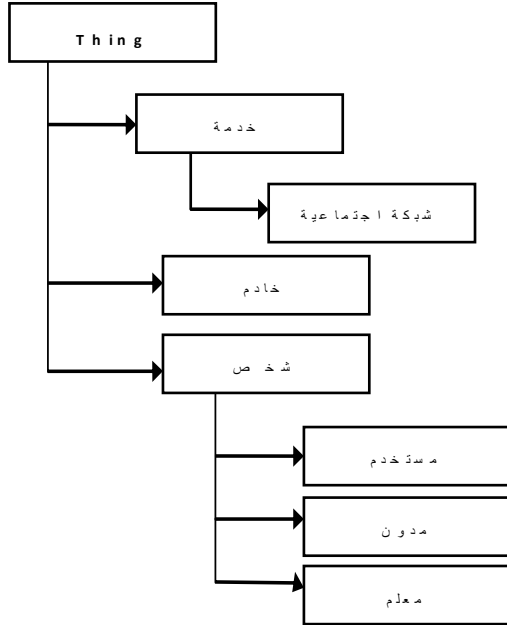 Thing
خدمة
شبكة اجتماعية
خادم
شخص
مستخدم
مدون
معلم